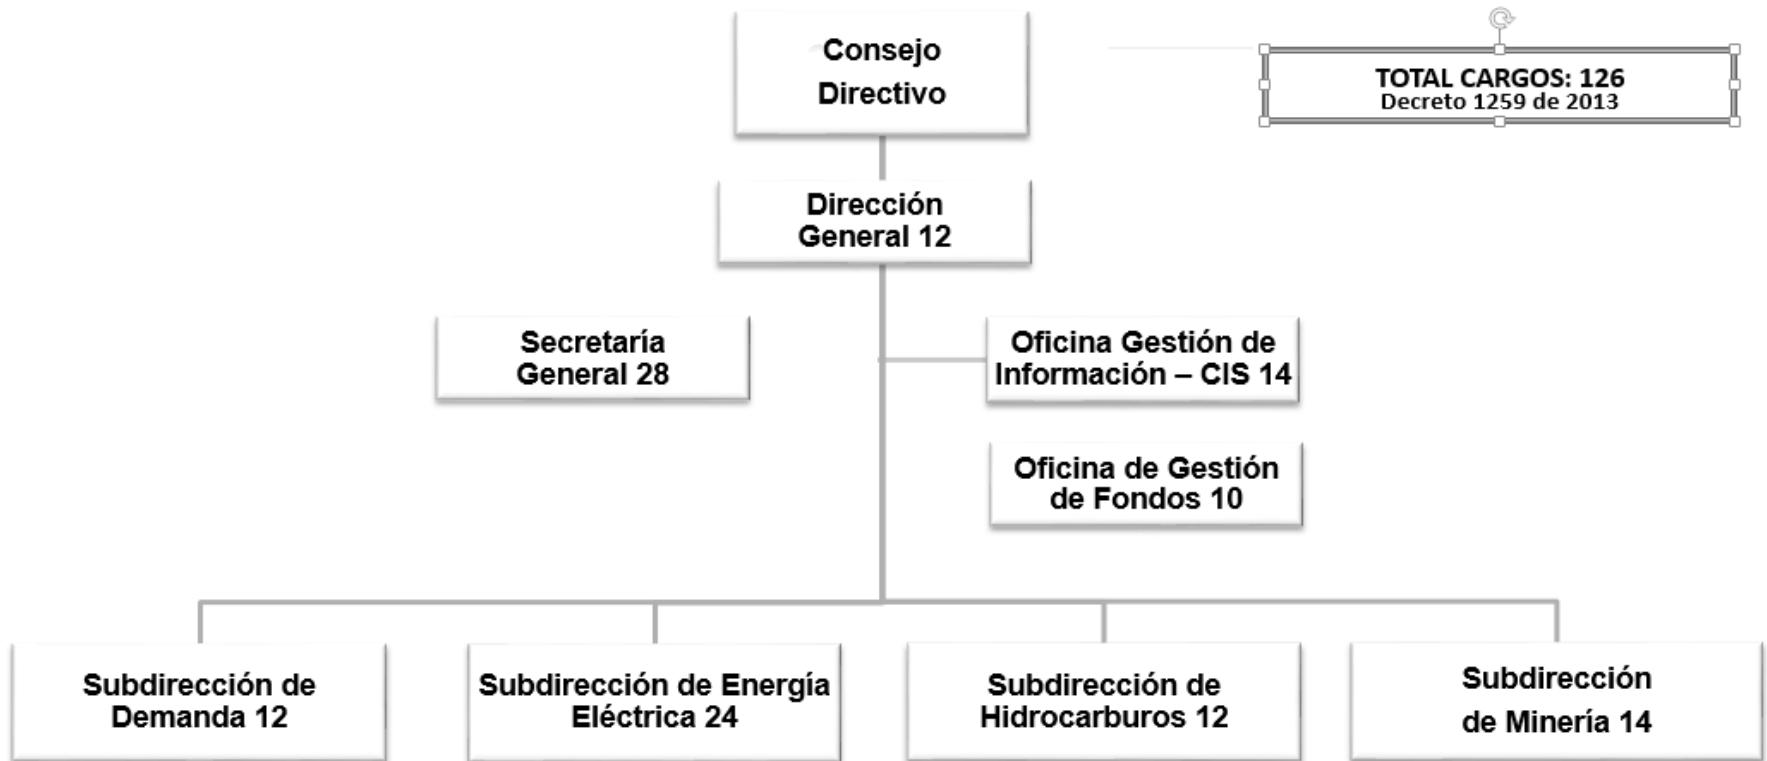 Consejo
Directivo
TOTAL CARGOS: 126
Decreto 1259 de 2013
Dirección
General 12
Secretaría
General 28
Oficina Gestión de
Información – CIS 14
Oficina de Gestión
de Fondos 10
Subdirección de
Demanda 12
Subdirección de Energía
Eléctrica 24
Subdirección de
Hidrocarburos 12
Subdirección
de Minería 14